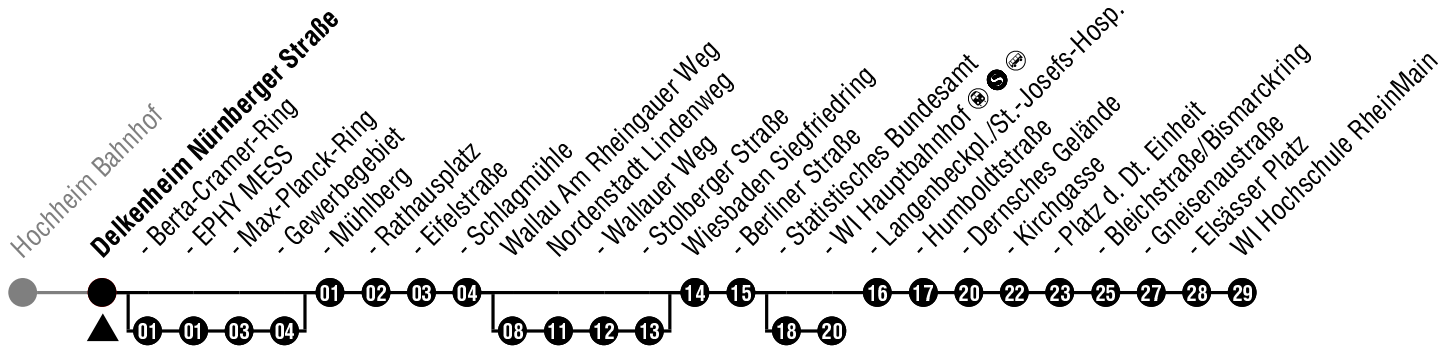 Hochheim Bahnhof
Delkenheim Nürnberger Straße
- Berta-Cramer-Ring
- EPHY MESS
- Max-Planck-Ring
- Gewerbegebiet
- Mühlberg
- Rathausplatz
- Eifelstraße
- Schlagmühle
Wallau Am Rheingauer Weg
Nordenstadt Lindenweg
- Wallauer Weg
- Stolberger Straße
Wiesbaden Siegfriedring
- Berliner Straße
- Statistisches Bundesamt
- WI Hauptbahnhof S
- Langenbeckpl./St.-Josefs-Hosp.
- Humboldtstraße
- Dernsches Gelände
- Kirchgasse
- Platz d. Dt. Einheit
- Bleichstraße/Bismarckring
- Gneisenaustraße
- Elsässer Platz
WI Hochschule RheinMain
01 02 03 04 14 15 16 17 20 22 23 25 27 28 29
01 01 03 04 08 11 12 13 18 20